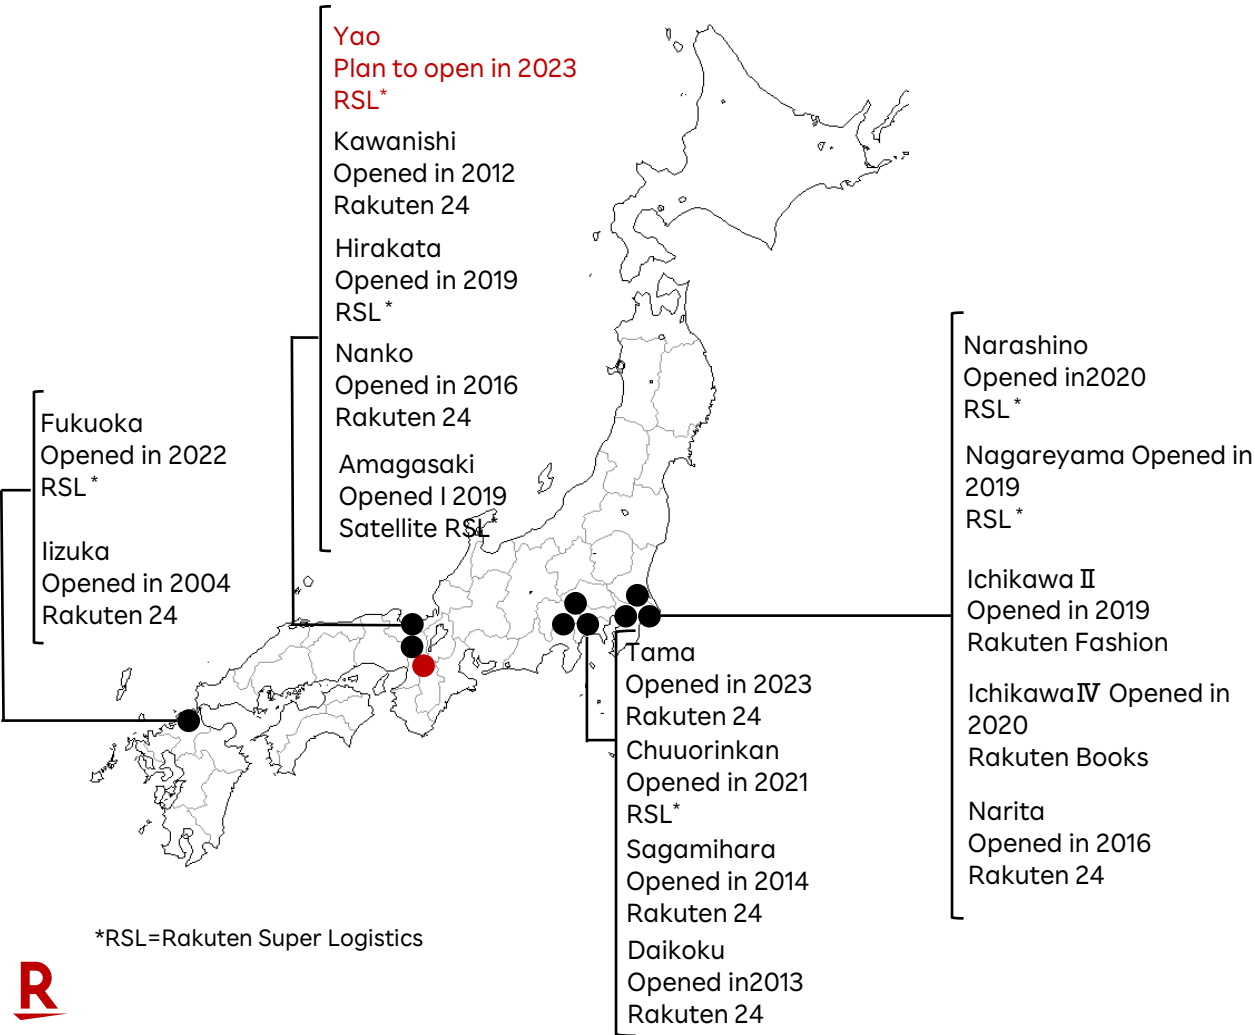 Yao
Plan to open in 2023
RSL*
Kawanishi
Opened in 2012
Rakuten 24
Hirakata
Opened in 2019
RSL*
Nanko
Opened in 2016
Rakuten 24
Amagasaki
Opened I 2019
Satellite RSL*
Fukuoka
Opened in 2022
RSL*
Iizuka
Opened in 2004
Rakuten 24
Narashino
Opened in2020
RSL*
Nagareyama Opened in
2019
RSL*
Ichikawa Ⅱ
Opened in 2019
Rakuten Fashion
IchikawaⅣ Opened in
2020
Rakuten Books
Narita
Opened in 2016
Rakuten 24
Tama
Opened in 2023
Rakuten 24
Chuuorinkan
Opened in 2021
RSL*
Sagamihara
Opened in 2014
Rakuten 24
Daikoku
Opened in2013
Rakuten 24
*RSL=Rakuten Super Logistics
R